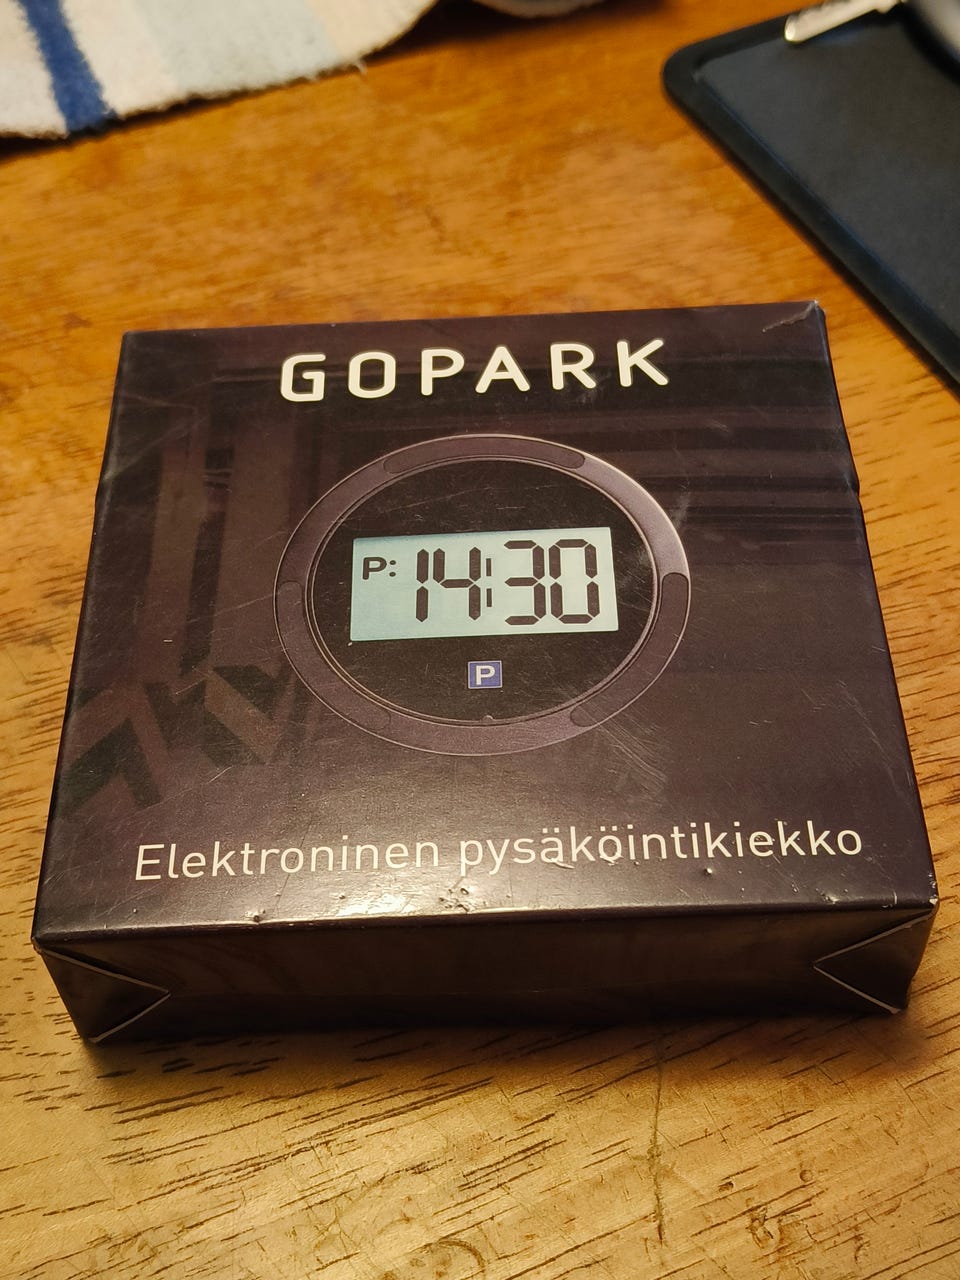 GOPARK
P: 14:30
P
Elektroninen pysäköintikiekko